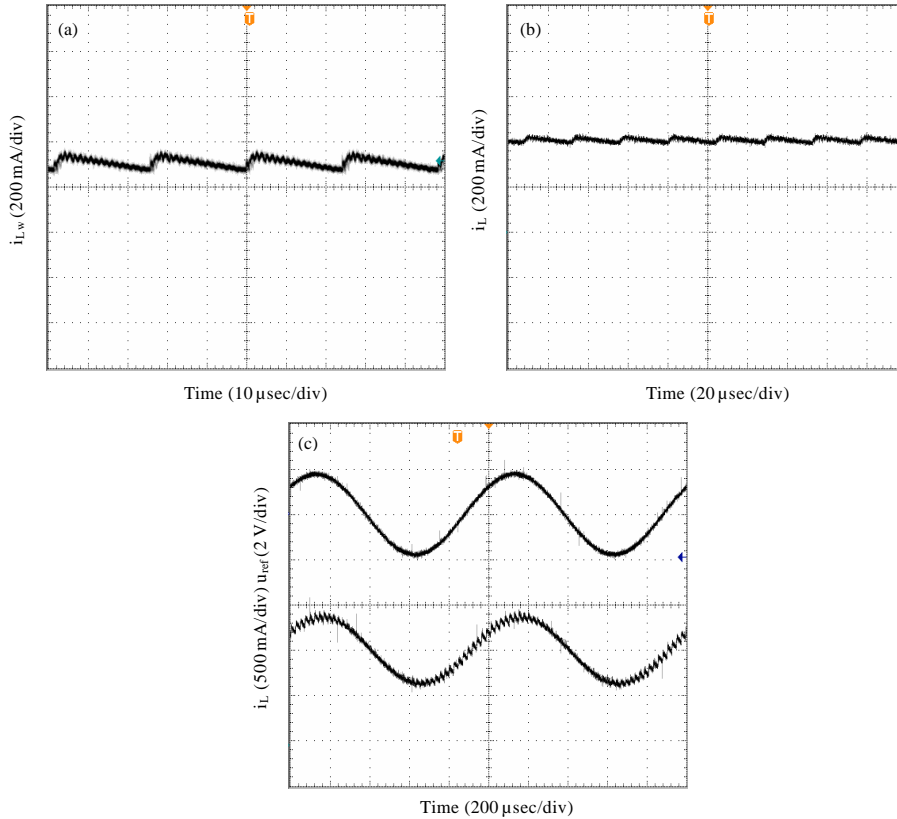 (a)
T
i_Lw (200 mA/div)
Time (10 µsec/div)
(b)
T
i_L (200 mA/div)
Time (20 µsec/div)
(c)
T
i_L (500 mA/div) u_ref (2 V/div)
Time (200 µsec/div)